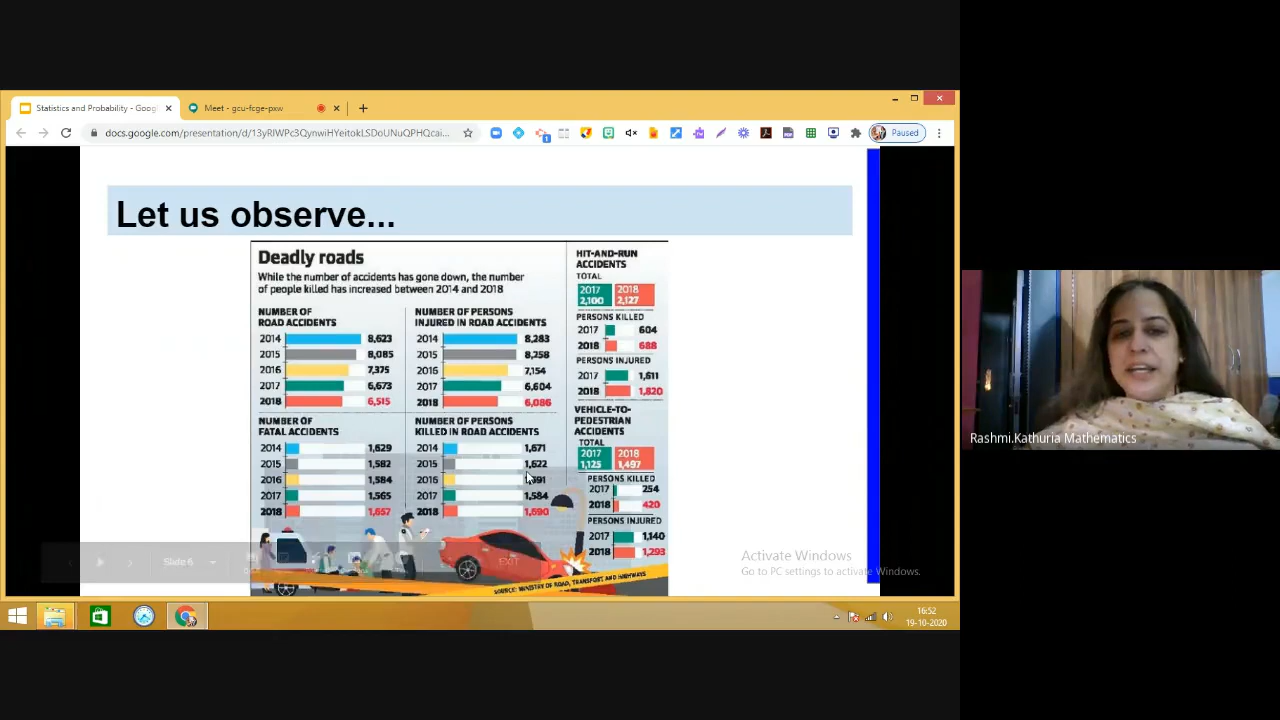 Statistics and Probability - Goog
Meet - gcu-fcge-pxw
docs.google.com/presentation/d/13yRlWPc3QynwiHYeitokLSDoUNuQPHQcai...
Paused
Let us observe...
Deadly roads
While the number of accidents has gone down, the number
of people killed has increased between 2014 and 2018
NUMBER OF
ROAD ACCIDENTS
2014 8,623
2015 8,085
2016 7,375
2017 6,673
2018 6,515
NUMBER OF PERSONS
INJURED IN ROAD ACCIDENTS
2014 8,283
2015 8,258
2016 7,154
2017 6,604
2018 6,086
NUMBER OF
FATAL ACCIDENTS
2014 1,629
2015 1,582
2016 1,584
2017 1,565
2018 1,657
NUMBER OF PERSONS
KILLED IN ROAD ACCIDENTS
2014 1,671
2015 1,622
2016
2017 1,584
2018 1,690
HIT-AND-RUN
ACCIDENTS
TOTAL
2017 2018
2,100 2,127
PERSONS KILLED
2017 604
2018 688
PERSONS INJURED
2017 1,611
2018 1,820
VEHICLE-TO-
PEDESTRIAN
ACCIDENTS
TOTAL
2017 2018
1,125 1,497
PERSONS KILLED
2017 254
2018 420
PERSONS INJURED
2017 1,140
2018 1,293
SOURCE: MINISTRY OF ROAD, TRANSPORT AND HIGHWAYS
Slide 6
EXIT
Activate Windows
Go to PC settings to activate Windows.
16:52
19-10-2020
Rashmi.Kathuria Mathematics